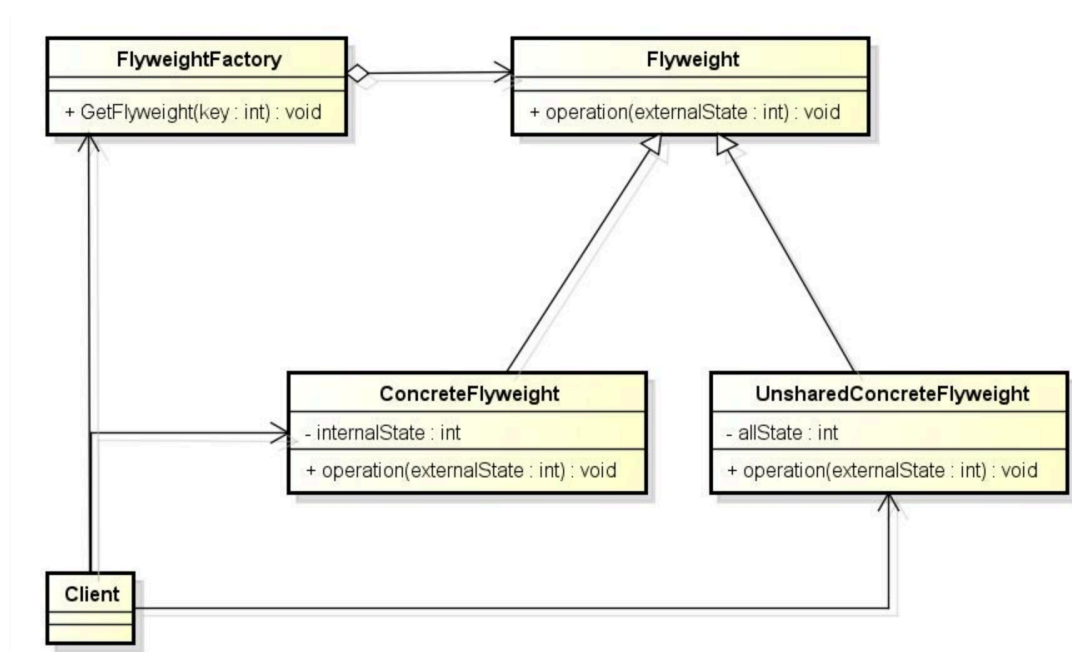 FlyweightFactory
+ GetFlyweight(key : int) : void
Flyweight
+ operation(externalState : int) : void
ConcreteFlyweight
- internalState : int
+ operation(externalState : int) : void
UnsharedConcreteFlyweight
- allState : int
+ operation(externalState : int) : void
Client